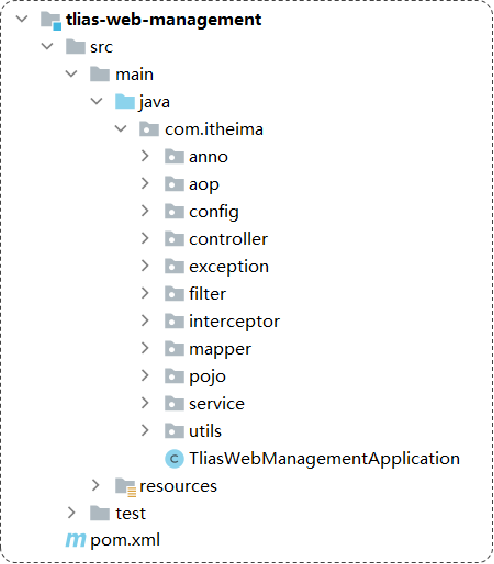 tlias-web-management
src
main
java
com.itheima
anno
aop
config
controller
exception
filter
interceptor
mapper
pojo
service
utils
TliasWebManagementApplication
resources
test
pom.xml